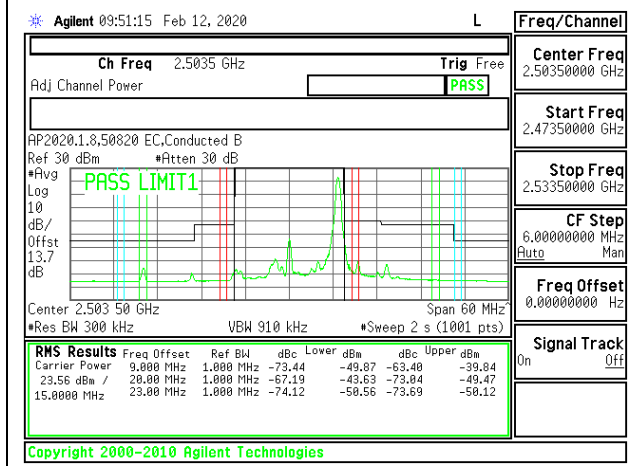 Agilent 09:51:15 Feb 12, 2020 L
Freq/Channel
Ch Freq 2.5035 GHz Trig Free
Adj Channel Power PASS
Center Freq
2.50350000 GHz
Start Freq
2.47350000 GHz
AP2020.1.8,50820 EC,Conducted B
Ref 30 dBm #Atten 30 dB
#Avg
Log
10
dB/
Offst
13.7
dB
PASS LIMIT1
Stop Freq
2.53350000 GHz
CF Step
6.00000000 MHz
Auto Man
Freq Offset
0.00000000 Hz
Center 2.503 50 GHz Span 60 MHz^
#Res BW 300 kHz VBW 910 kHz #Sweep 2 s (1001 pts)
Signal Track
On Off
RMS Results Freq Offset Ref BW dBc Lower dBm dBc Upper dBm
Carrier Power 9.000 MHz 1.000 MHz -73.44 -49.87 -63.40 -39.84
23.56 dBm / 20.00 MHz 1.000 MHz -67.19 -43.63 -73.04 -49.47
15.0000 MHz 23.00 MHz 1.000 MHz -74.12 -50.56 -73.69 -50.12
Copyright 2000-2010 Agilent Technologies